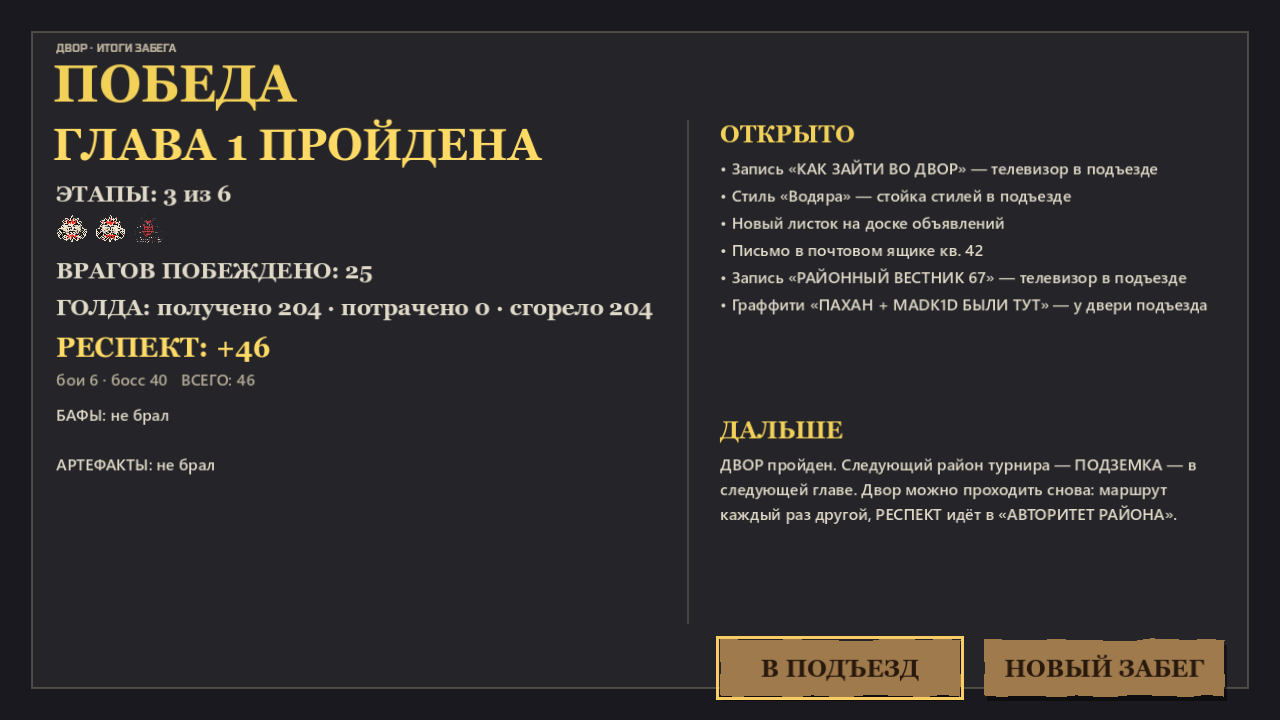 ДВОР · ИТОГИ ЗАБЕГА
ПОБЕДА
ГЛАВА 1 ПРОЙДЕНА
ЭТАПЫ: 3 из 6
ВРАГОВ ПОБЕЖДЕНО: 25
ГОЛДА: получено 204 · потрачено 0 · сгорело 204
РЕСПЕКТ: +46
бои 6 · босс 40 ВСЕГО: 46
БАФЫ: не брал
АРТЕФАКТЫ: не брал
ОТКРЫТО
• Запись «КАК ЗАЙТИ ВО ДВОР» — телевизор в подъезде
• Стиль «Водяра» — стойка стилей в подъезде
• Новый листок на доске объявлений
• Письмо в почтовом ящике кв. 42
• Запись «РАЙОННЫЙ ВЕСТНИК 67» — телевизор в подъезде
• Граффити «ПАХАН + MADK1D БЫЛИ ТУТ» — у двери подъезда
ДАЛЬШЕ
ДВОР пройден. Следующий район турнира — ПОДЗЕМКА — в
следующей главе. Двор можно проходить снова: маршрут
каждый раз другой, РЕСПЕКТ идёт в «АВТОРИТЕТ РАЙОНА».
В ПОДЪЕЗД
НОВЫЙ ЗАБЕГ